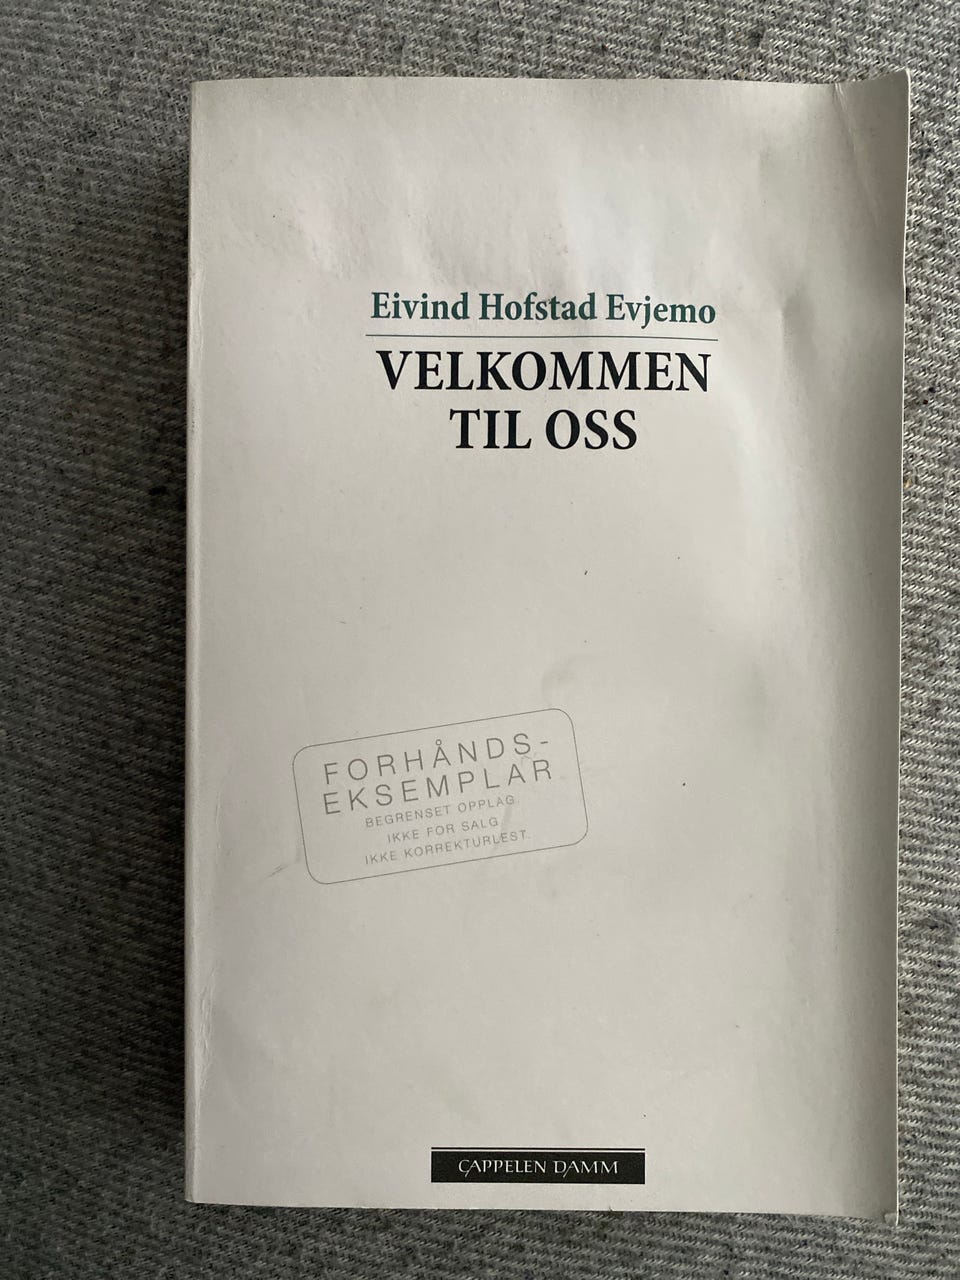 Eivind Hofstad Evjemo
VELKOMMEN
TIL OSS
FORHÅNDS-
EKSEMPLAR
BEGRENSET OPPLAG.
IKKE FOR SALG.
IKKE KORREKTURLEST.
CAPPELEN DAMM